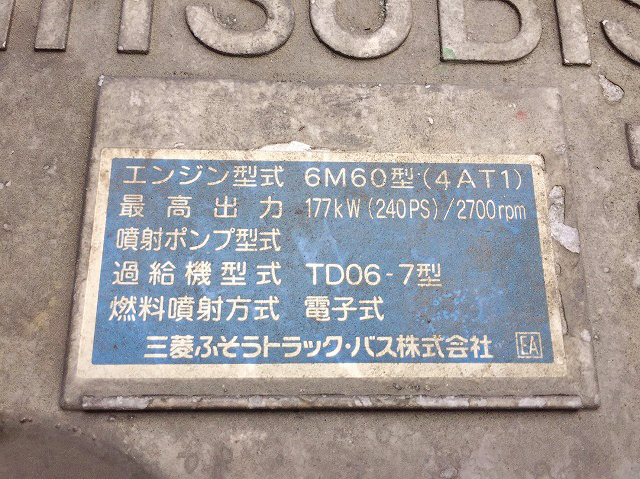 MITSUBIS
エンジン型式 6M60型(4AT1)
最高出力 177kW(240PS)/2700rpm
噴射ポンプ型式
過給機型式 TD06-7型
燃料噴射方式 電子式
三菱ふそうトラック・バス株式会社 EA